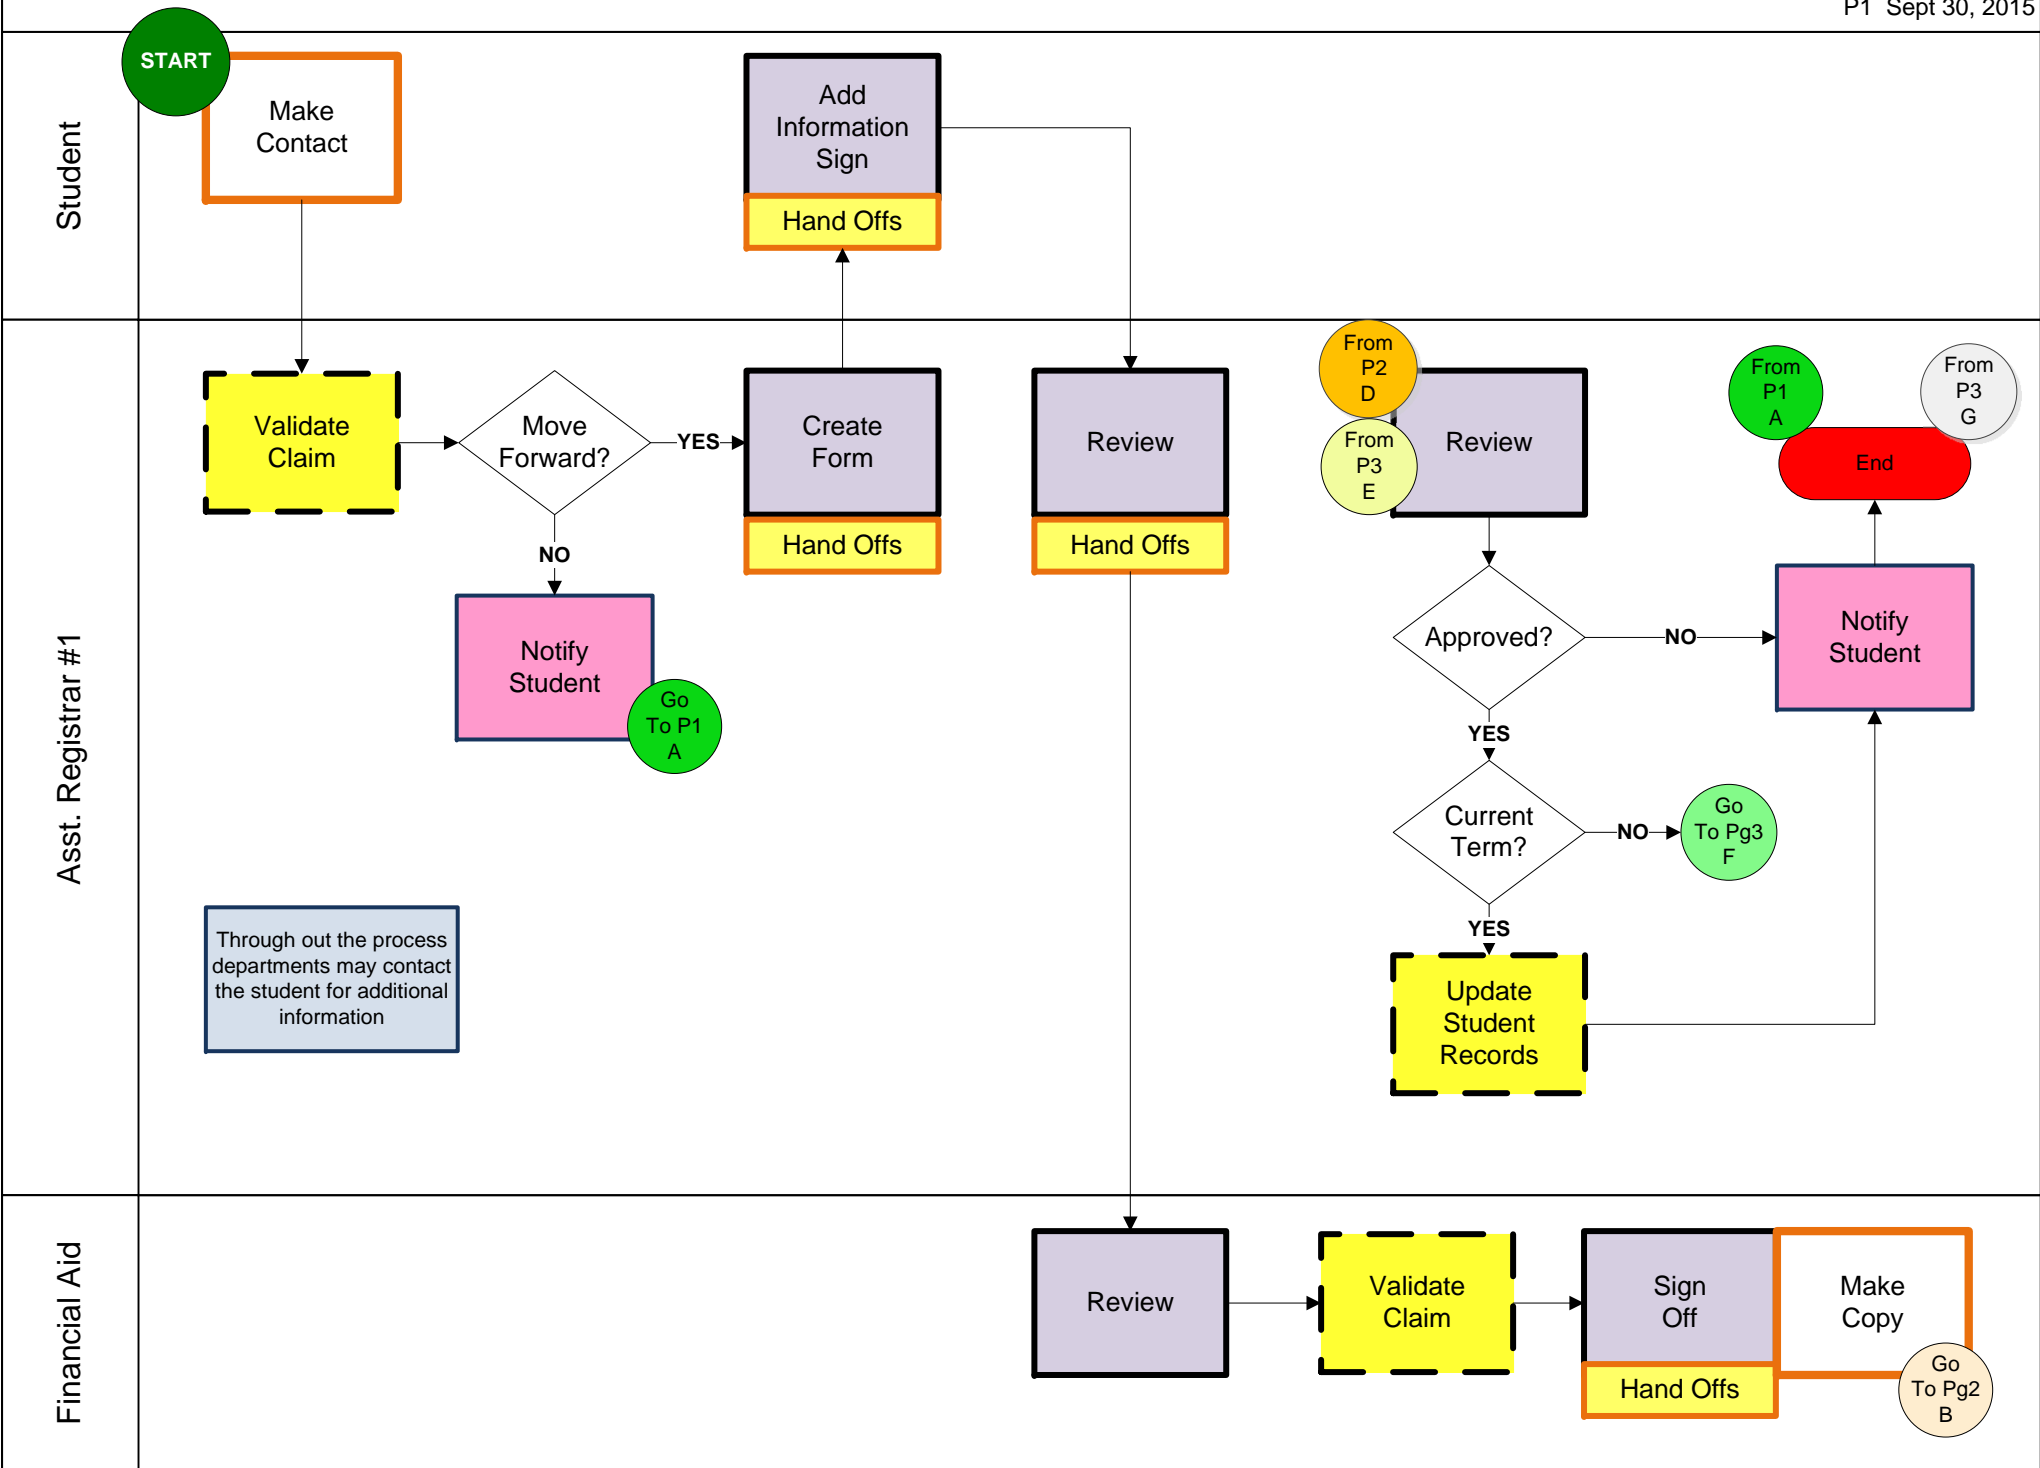 P1 Sept 30, 2015
Student
START
Make
Contact
Add
Information
Sign
Hand Offs
Asst. Registrar #1
Validate
Claim
Move
Forward?
YES
NO
Notify
Student
Go
To P1
A
Create
Form
Hand Offs
Review
Hand Offs
From
P2
D
From
P3
E
Review
Approved?
NO
YES
Current
Term?
NO
Go
To Pg3
F
YES
Update
Student
Records
From
P1
A
From
P3
G
End
Notify
Student
Through out the process
departments may contact
the student for additional
information
Financial Aid
Review
Validate
Claim
Sign
Off
Hand Offs
Make
Copy
Go
To Pg2
B